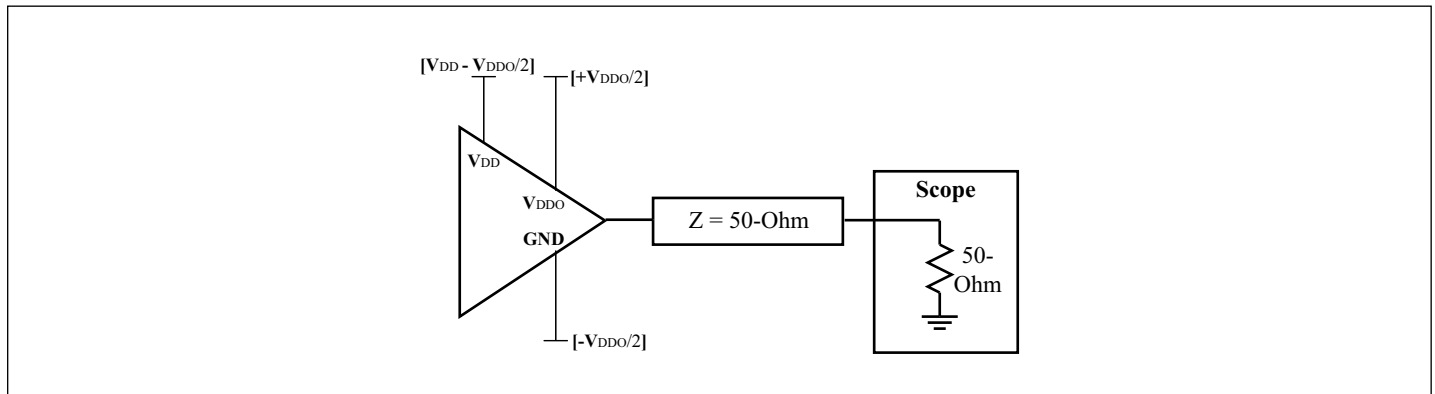 [VDD - VDDO/2]
[+VDDO/2]
VDD
VDDO
GND
[-VDDO/2]
Z = 50-Ohm
Scope
50-
Ohm